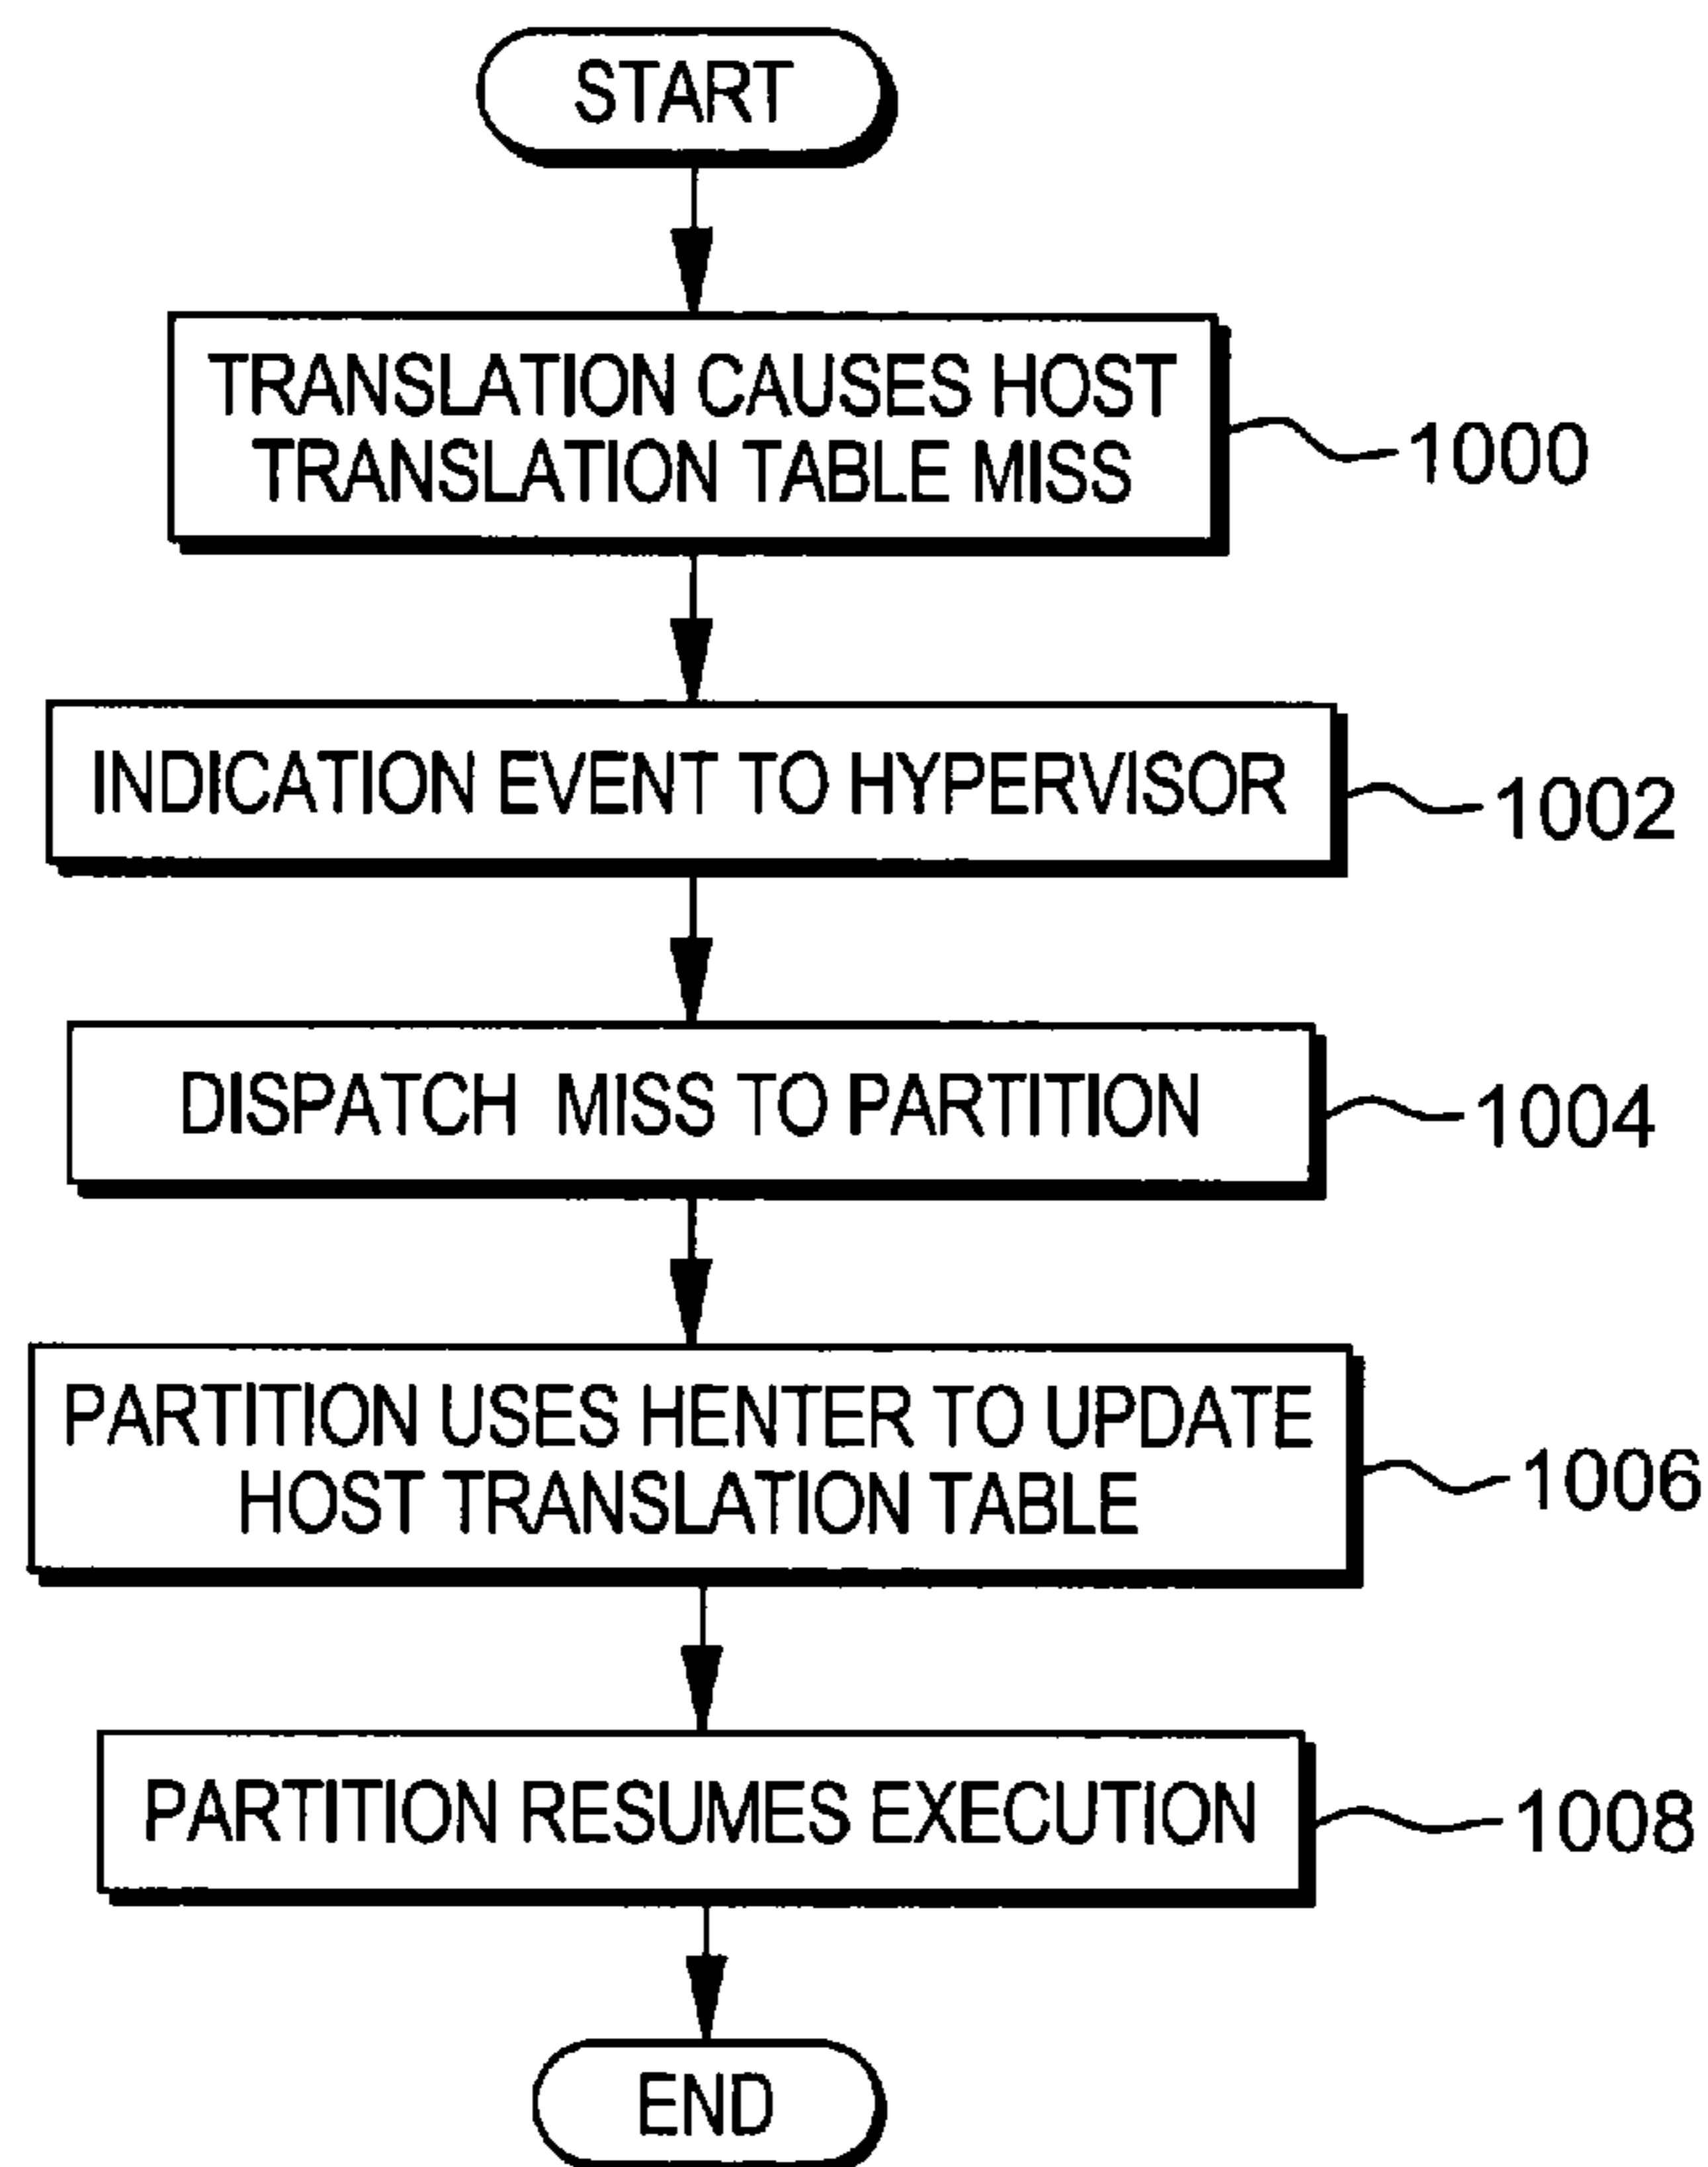 START
TRANSLATION CAUSES HOST
TRANSLATION TABLE MISS
1000
INDICATION EVENT TO HYPERVISOR
1002
DISPATCH MISS TO PARTITION
1004
PARTITION USES HENTER TO UPDATE
HOST TRANSLATION TABLE
1006
PARTITION RESUMES EXECUTION
1008
END